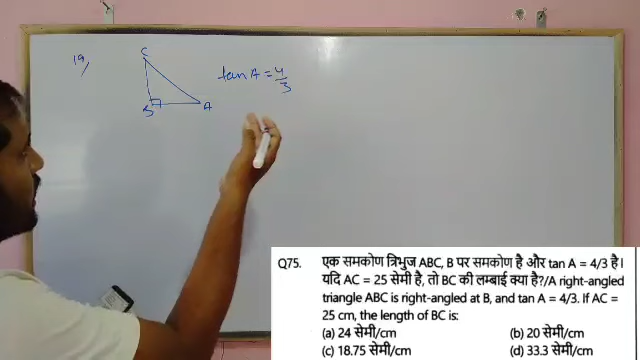 19/
C
tan A = 4/3
B A
Q75. एक समकोण त्रिभुज ABC, B पर समकोण है और tan A = 4/3 है।
यदि AC = 25 सेमी है, तो BC की लम्बाई क्या है?/A right-angled
triangle ABC is right-angled at B, and tan A = 4/3. If AC =
25 cm, the length of BC is:
(a) 24 सेमी/cm (b) 20 सेमी/cm
(c) 18.75 सेमी/cm (d) 33.3 सेमी/cm